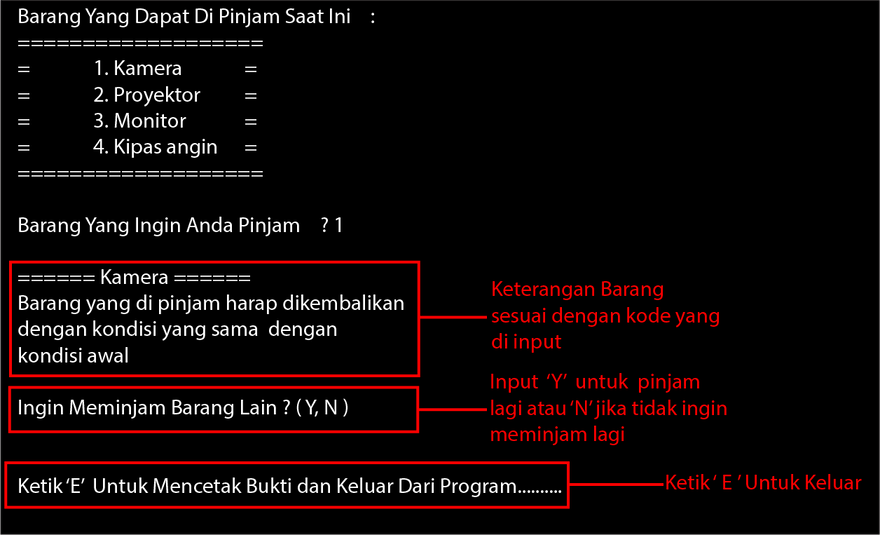 Barang Yang Dapat Di Pinjam Saat Ini :
===================
= 1. Kamera =
= 2. Proyektor =
= 3. Monitor =
= 4. Kipas angin =
===================
Barang Yang Ingin Anda Pinjam ? 1
====== Kamera ======
Barang yang di pinjam harap dikembalikan
dengan kondisi yang sama dengan
kondisi awal
Keterangan Barang
sesuai dengan kode yang
di input
Ingin Meminjam Barang Lain ? ( Y, N )
Input ‘Y’ untuk pinjam
lagi atau ‘N’ jika tidak ingin
meminjam lagi
Ketik ‘E’ Untuk Mencetak Bukti dan Keluar Dari Program..........
Ketik ‘ E ‘ Untuk Keluar